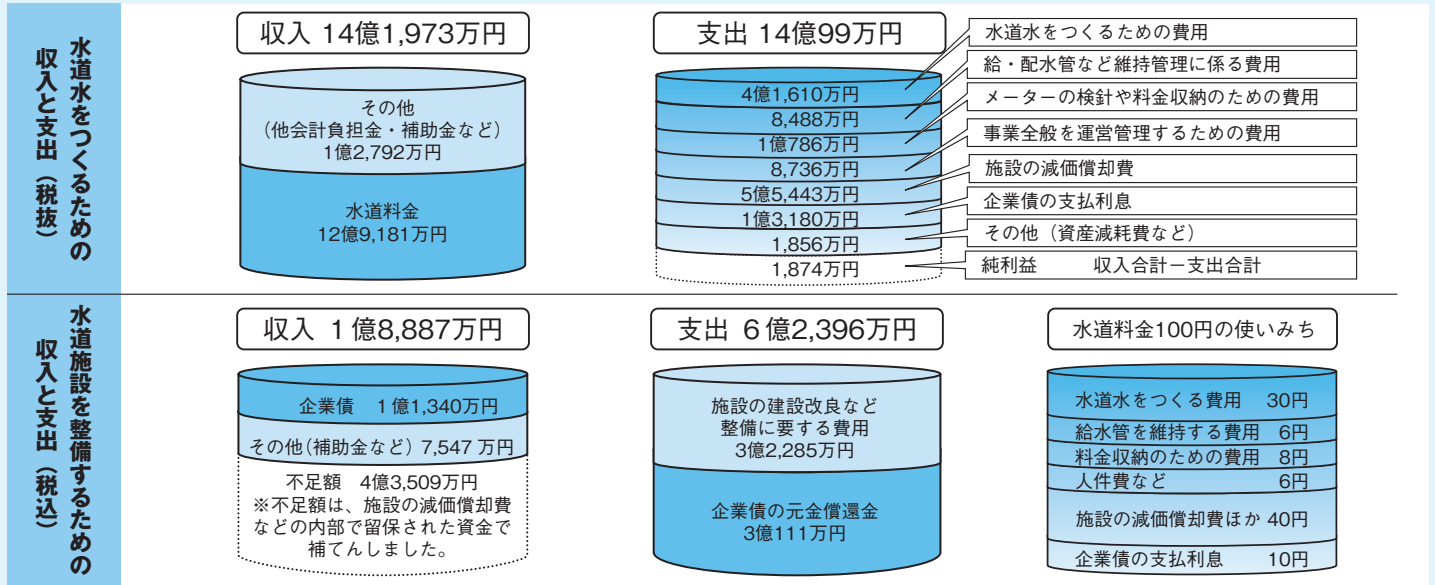 水道水をつくるための
収入と支出（税抜）
収入 14億1,973万円
その他
(他会計負担金・補助金など)
1億2,792万円
水道料金
12億9,181万円
支出 14億99万円
4億1,610万円
8,488万円
1億786万円
8,736万円
5億5,443万円
1億3,180万円
1,856万円
1,874万円
水道水をつくるための費用
給・配水管など維持管理に係る費用
メーターの検針や料金収納のための費用
事業全般を運営管理するための費用
施設の減価償却費
企業債の支払利息
その他（資産減耗費など）
純利益　　収入合計－支出合計
水道施設を整備するための
収入と支出（税込）
収入 1億8,887万円
企業債　1億1,340万円
その他(補助金など) 7,547 万円
不足額　4億3,509万円
※不足額は、施設の減価償却費
などの内部で留保された資金で
補てんしました。
支出 6億2,396万円
施設の建設改良など
整備に要する費用
3億2,285万円
企業債の元金償還金
3億111万円
水道料金100円の使いみち
水道水をつくる費用　30円
給水管を維持する費用　6円
料金収納のための費用　8円
人件費など　6円
施設の減価償却費ほか 40円
企業債の支払利息　10円